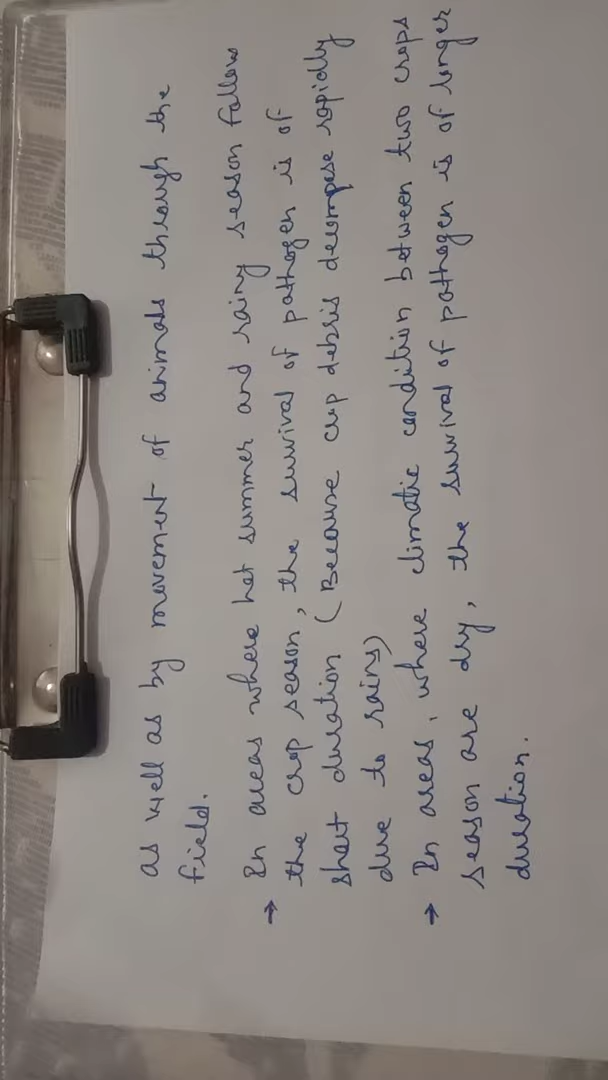 as well as by movement of animals through the
field.
→ In areas where hot summer and rainy season follow
the crop season, the survival of pathogen is of
short duration (Because crop debris decompose rapidly
due to rains)
→ In areas, where climatic condition between two crops
season are dry, the survival of pathogen is of longer
duration.